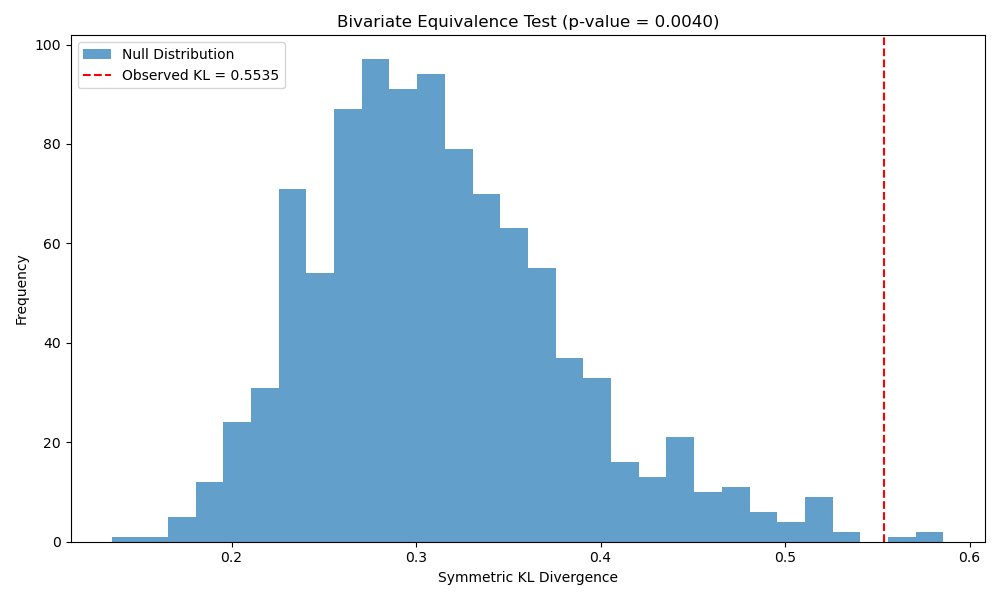 Bivariate Equivalence Test (p-value = 0.0040)
Null Distribution
Observed KL = 0.5535
Frequency
100
80
60
40
20
0
0.2 0.3 0.4 0.5 0.6
Symmetric KL Divergence